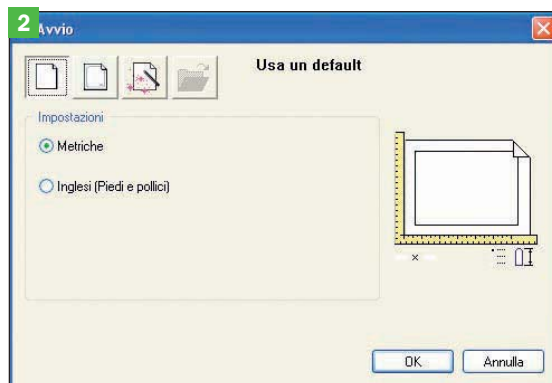 2
Avvio
Usa un default
Impostazioni
Metriche
Inglesi (Piedi e pollici)
×
OK
Annulla